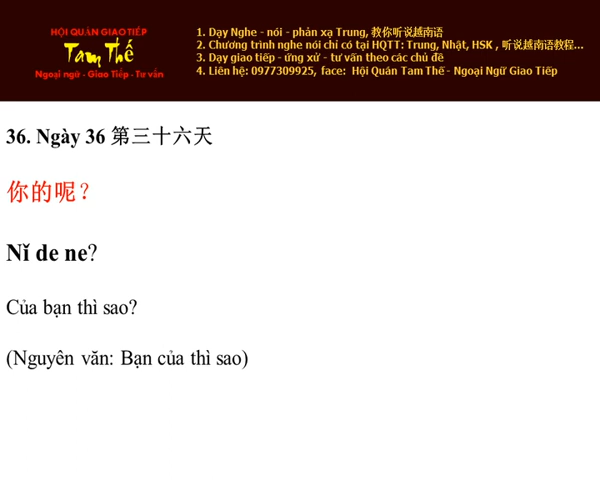 HỘI QUÁN GIAO TIẾP
Tam Thế
Ngoại ngữ - Giao Tiếp - Tư vấn
1. Dạy Nghe - nói - phản xạ Trung, 教你听说越南语
2. Chương trình nghe nói chỉ có tại HQTT: Trung, Nhật, HSK , 听说越南语教程...
3. Dạy giao tiếp - ứng xử - tư vấn theo các chủ đề
4. Liên hệ: 0977309925, face: Hội Quán Tam Thế - Ngoại Ngữ Giao Tiếp
36. Ngày 36 第三十六天
你的呢？
Nǐ de ne?
Của bạn thì sao?
(Nguyên văn: Bạn của thì sao)